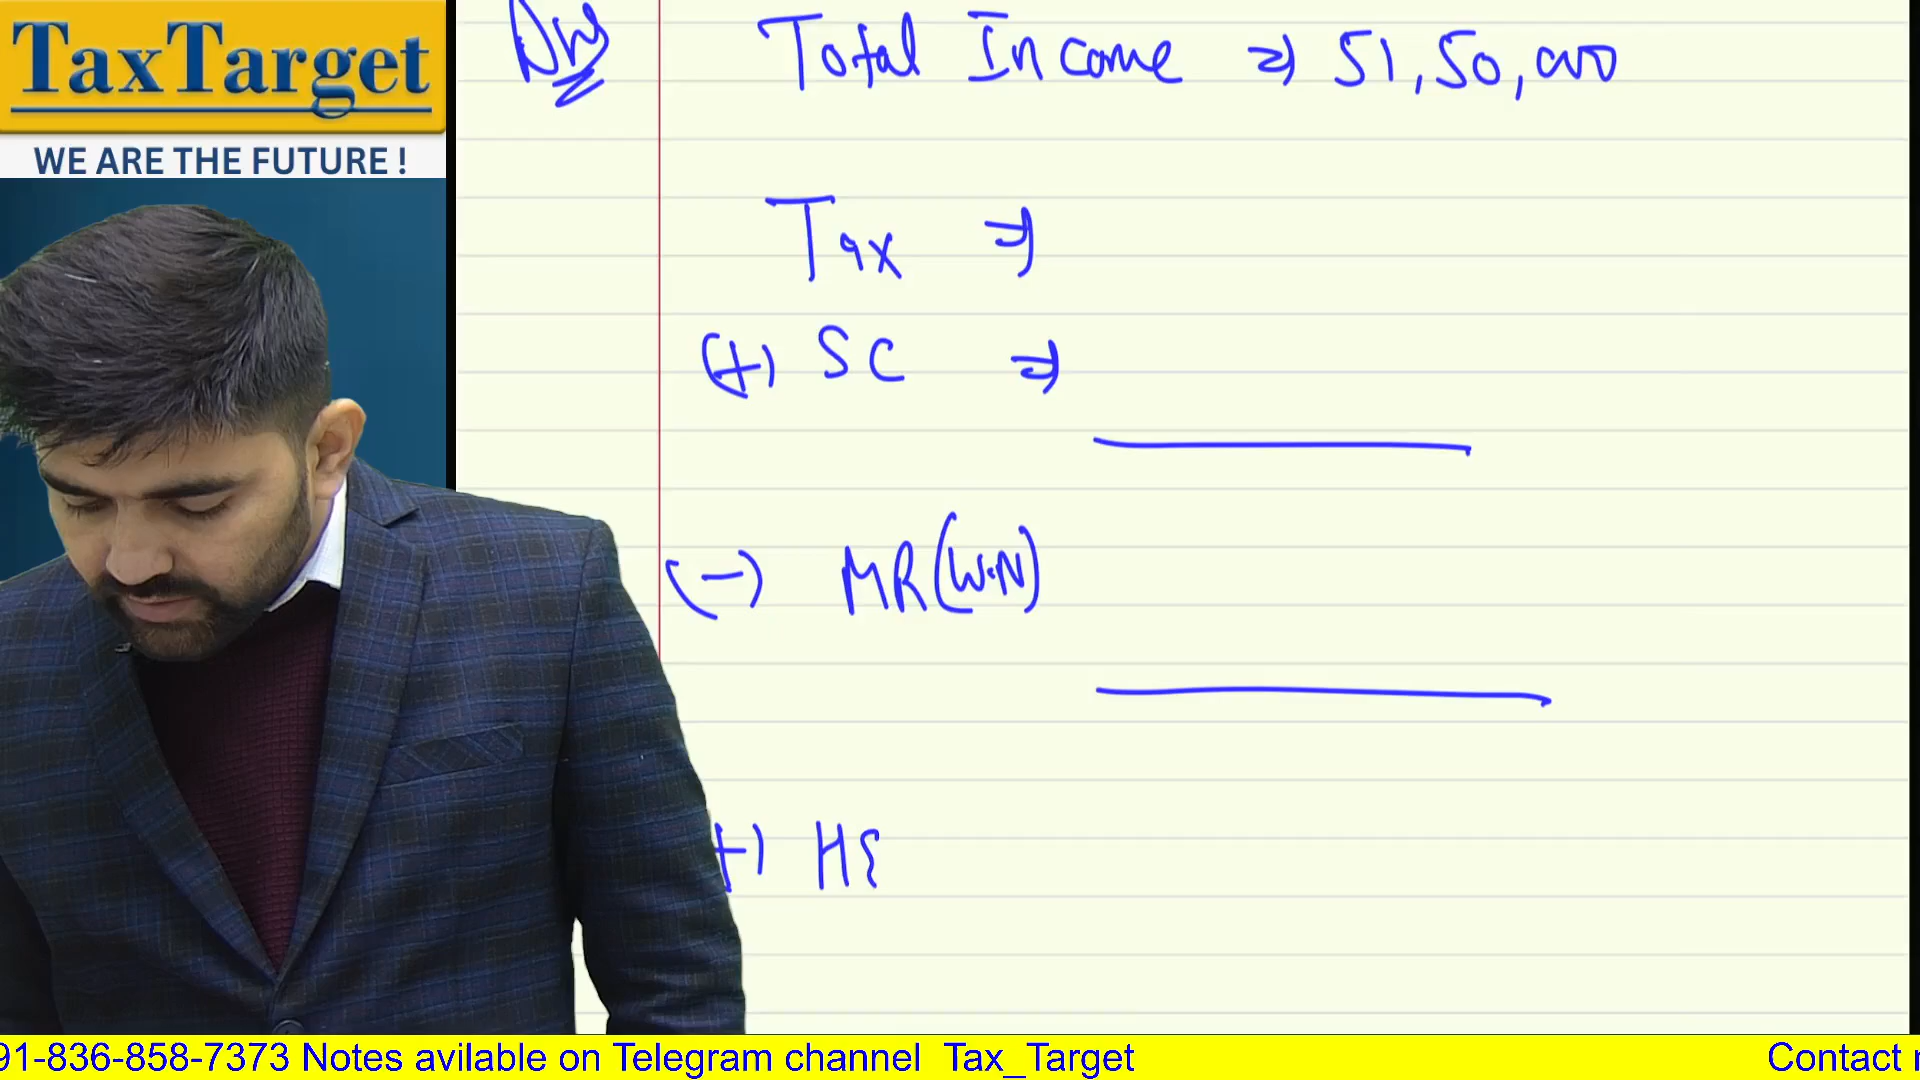 TaxTarget
WE ARE THE FUTURE !
Ans
Total Income ⇒ 51,50,000
Tax ⇒
(+) SC ⇒
(-) MR(W.N)
+) HE
91-836-858-7373 Notes avilable on Telegram channel Tax_Target
Contact